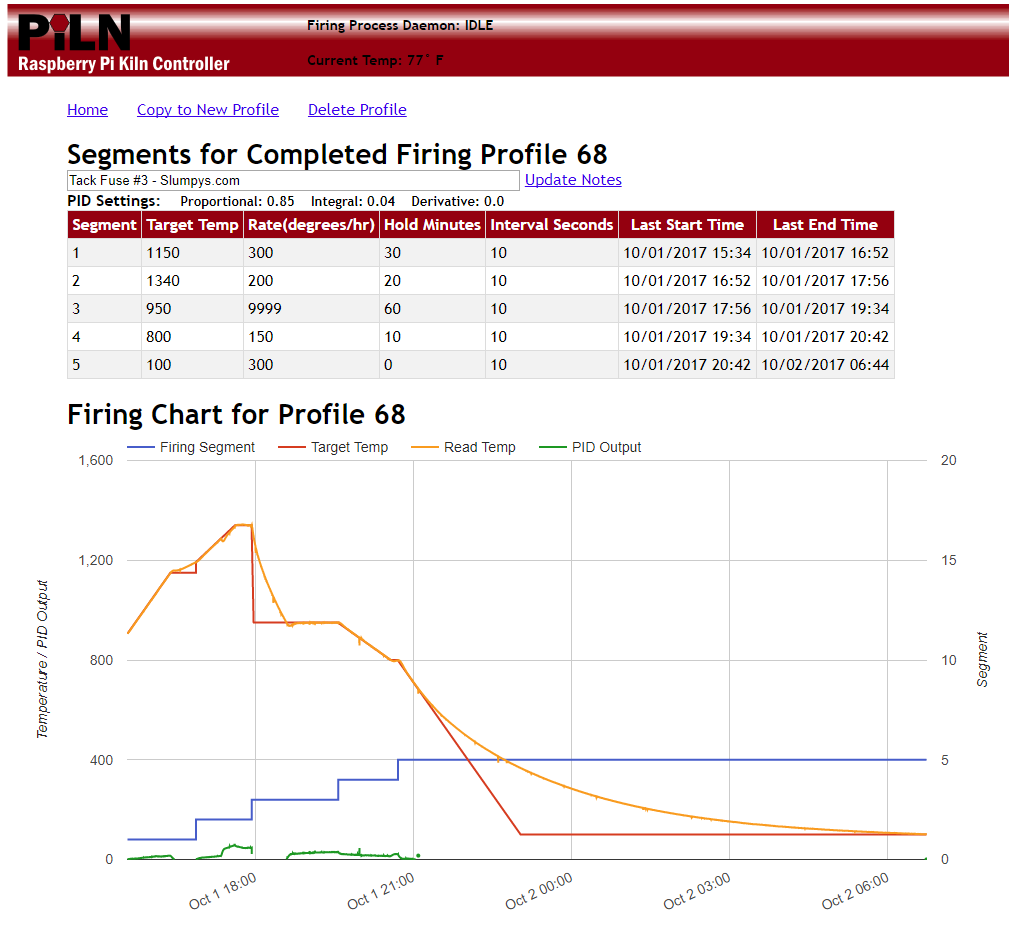 PiLN
Raspberry Pi Kiln Controller
Firing Process Daemon: IDLE
Current Temp: 77° F
Home Copy to New Profile Delete Profile
Segments for Completed Firing Profile 68
Tack Fuse #3 - Slumpys.com Update Notes
PID Settings: Proportional: 0.85 Integral: 0.04 Derivative: 0.0
Segment Target Temp Rate(degrees/hr) Hold Minutes Interval Seconds Last Start Time Last End Time
1 1150 300 30 10 10/01/2017 15:34 10/01/2017 16:52
2 1340 200 20 10 10/01/2017 16:52 10/01/2017 17:56
3 950 9999 60 10 10/01/2017 17:56 10/01/2017 19:34
4 800 150 10 10 10/01/2017 19:34 10/01/2017 20:42
5 100 300 0 10 10/01/2017 20:42 10/02/2017 06:44
Firing Chart for Profile 68
Firing Segment Target Temp Read Temp PID Output
1,600 20
1,200 15
800 10
400 5
0 0
Temperature / PID Output
Segment
Oct 1 18:00 Oct 1 21:00 Oct 2 00:00 Oct 2 03:00 Oct 2 06:00